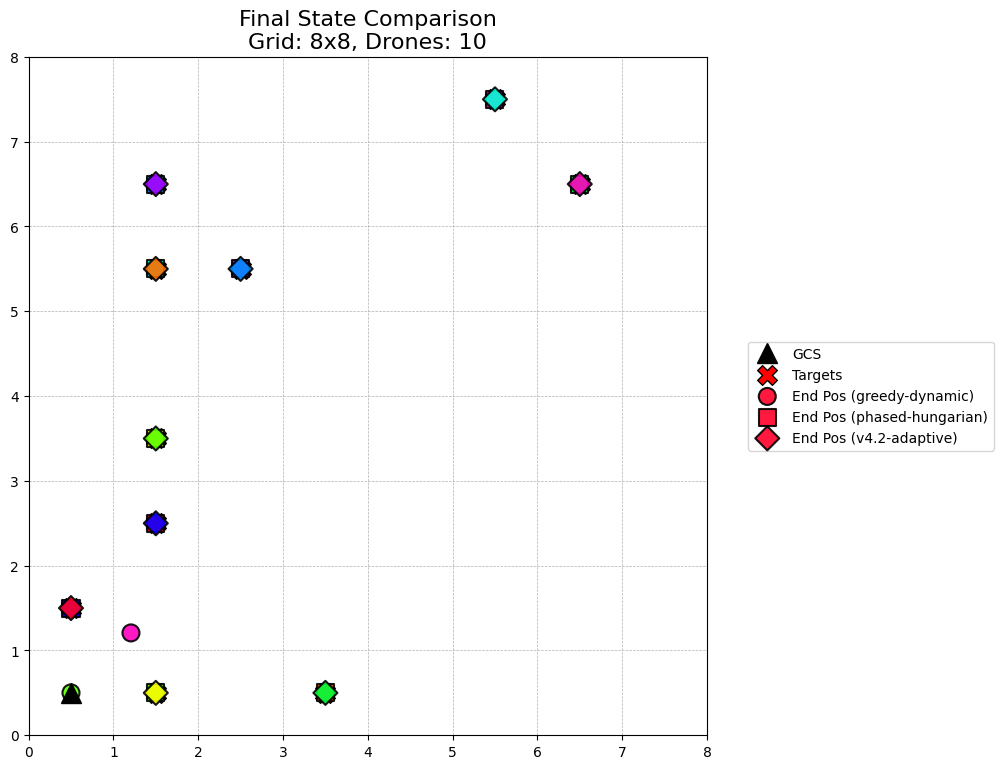 Final State Comparison
Grid: 8x8, Drones: 10
8
7
6
5
4
3
2
1
0
0 1 2 3 4 5 6 7 8
GCS
Targets
End Pos (greedy-dynamic)
End Pos (phased-hungarian)
End Pos (v4.2-adaptive)